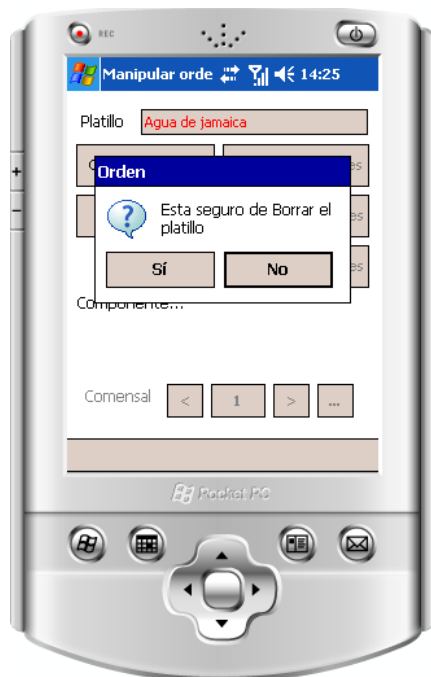 REC
Manipular orde 14:25
Platillo Agua de jamaica
Orden
Esta seguro de Borrar el
platillo
Sí No
Componente...
Comensal < 1 > ...
Pocket PC
+
-